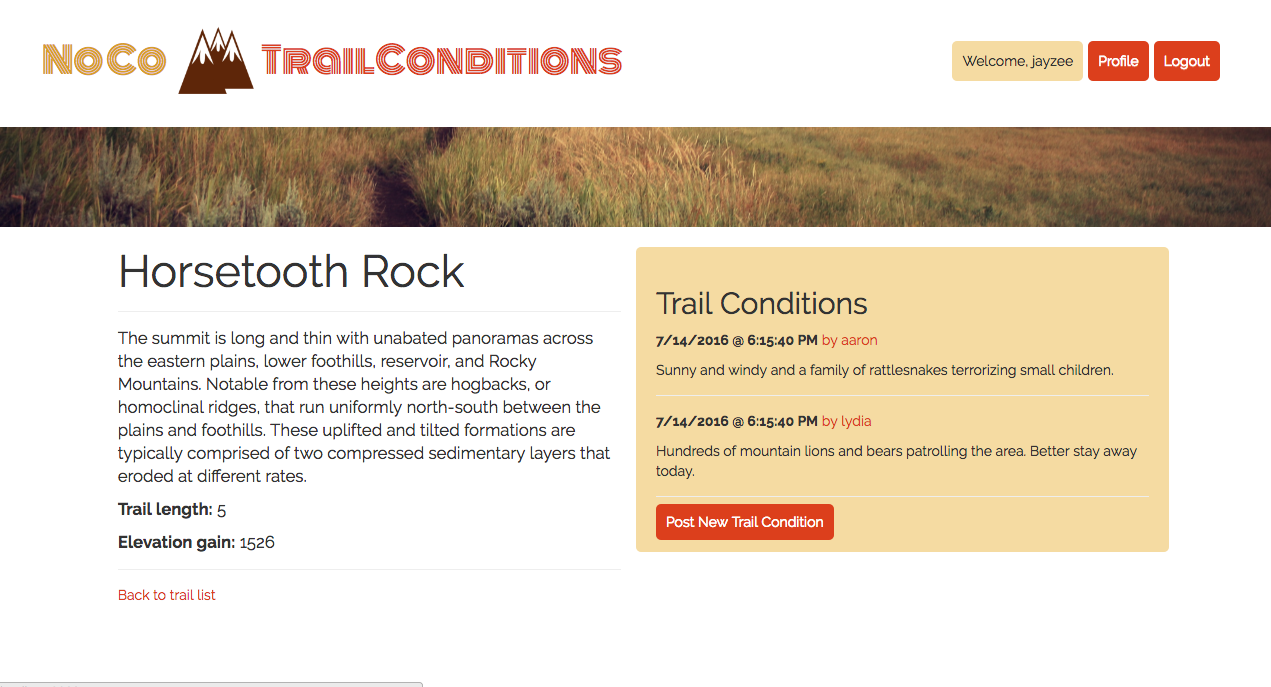 NoCo TrailConditions
Welcome, jayzee
Profile
Logout
Horsetooth Rock
The summit is long and thin with unabated panoramas across
the eastern plains, lower foothills, reservoir, and Rocky
Mountains. Notable from these heights are hogbacks, or
homoclinal ridges, that run uniformly north-south between the
plains and foothills. These uplifted and tilted formations are
typically comprised of two compressed sedimentary layers that
eroded at different rates.
Trail length: 5
Elevation gain: 1526
Back to trail list
Trail Conditions
7/14/2016 @ 6:15:40 PM by aaron
Sunny and windy and a family of rattlesnakes terrorizing small children.
7/14/2016 @ 6:15:40 PM by lydia
Hundreds of mountain lions and bears patrolling the area. Better stay away
today.
Post New Trail Condition